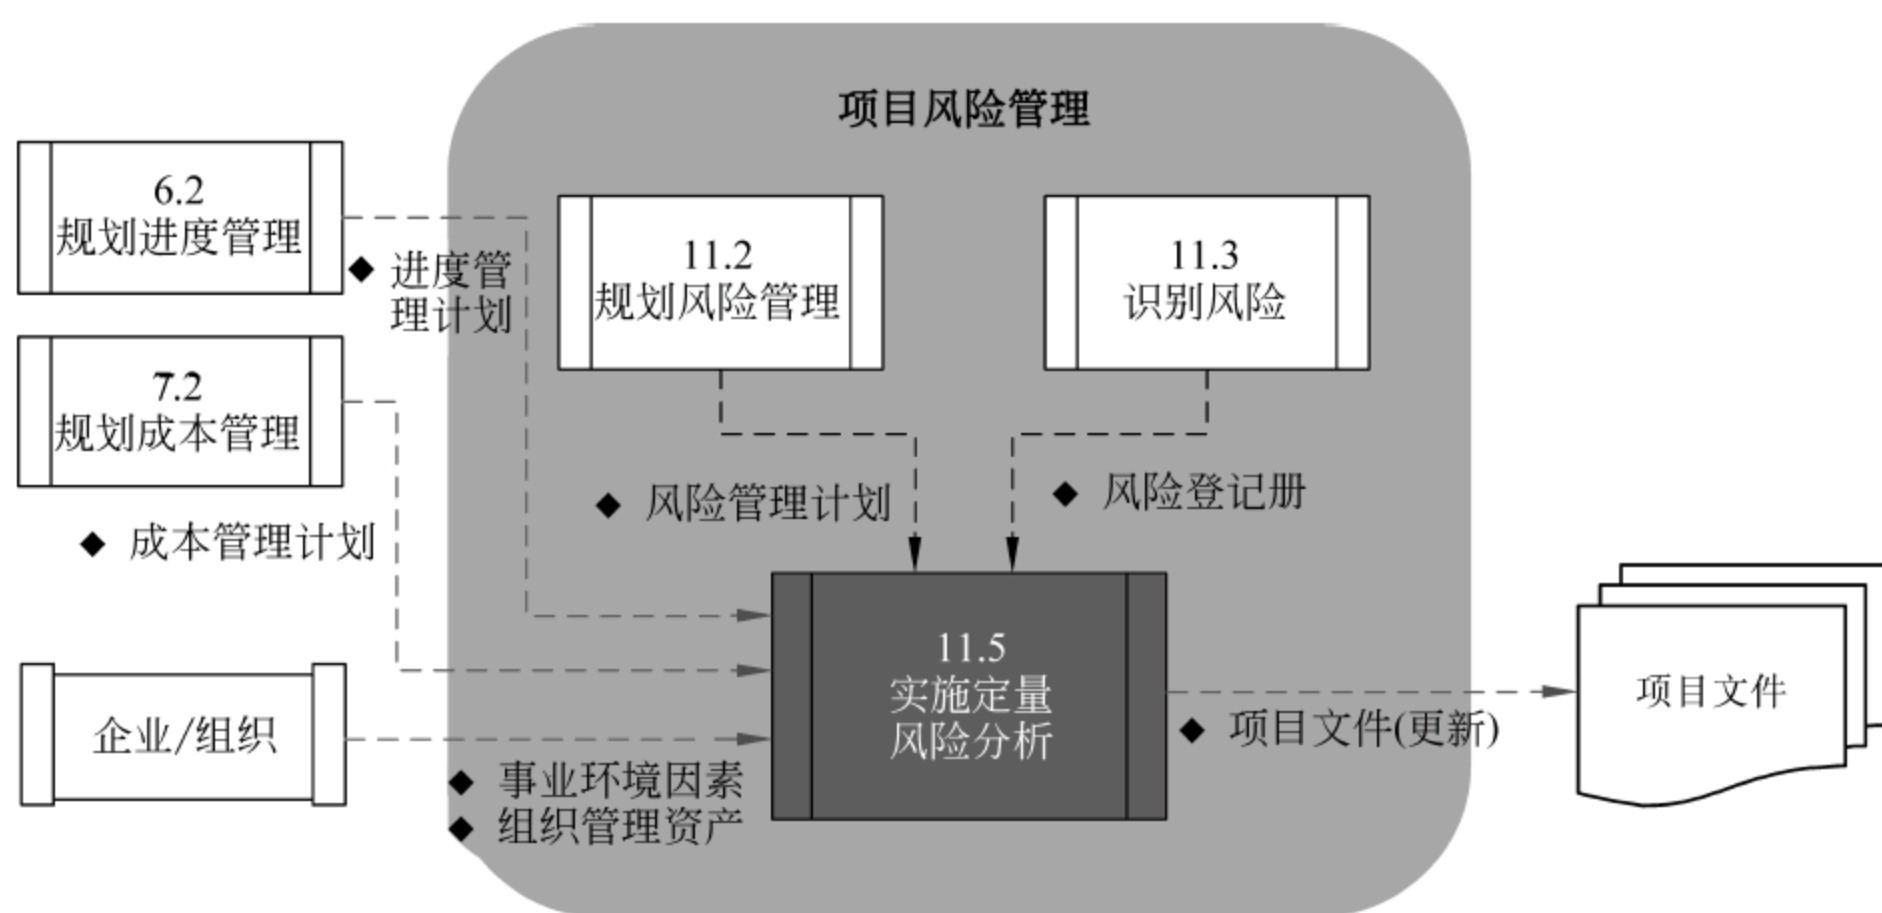 项目风险管理
6.2
规划进度管理
◆ 进度管
理计划
11.2
规划风险管理
11.3
识别风险
7.2
规划成本管理
◆ 成本管理计划
◆ 风险管理计划
◆ 风险登记册
企业/组织
◆ 事业环境因素
◆ 组织管理资产
11.5
实施定量
风险分析
◆ 项目文件(更新)
项目文件